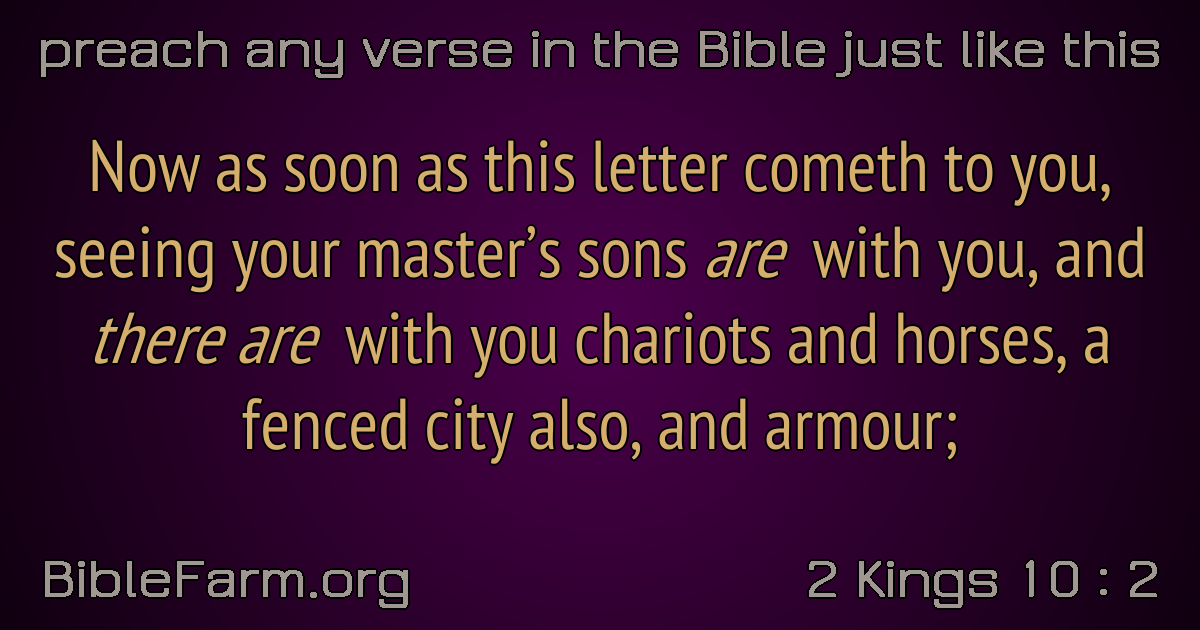 preach any verse in the Bible just like this
Now as soon as this letter cometh to you,
seeing your master’s sons are with you, and
there are with you chariots and horses, a
fenced city also, and armour;
BibleFarm.org
2 Kings 10 : 2